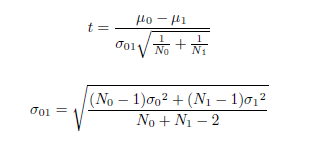 t = \frac{\mu_0 - \mu_1}{\sigma_{01}\sqrt{\frac{1}{N_0} + \frac{1}{N_1}}}
\sigma_{01} = \sqrt{\frac{(N_0 - 1)\sigma_0{}^2 + (N_1 - 1)\sigma_1{}^2}{N_0 + N_1 - 2}}